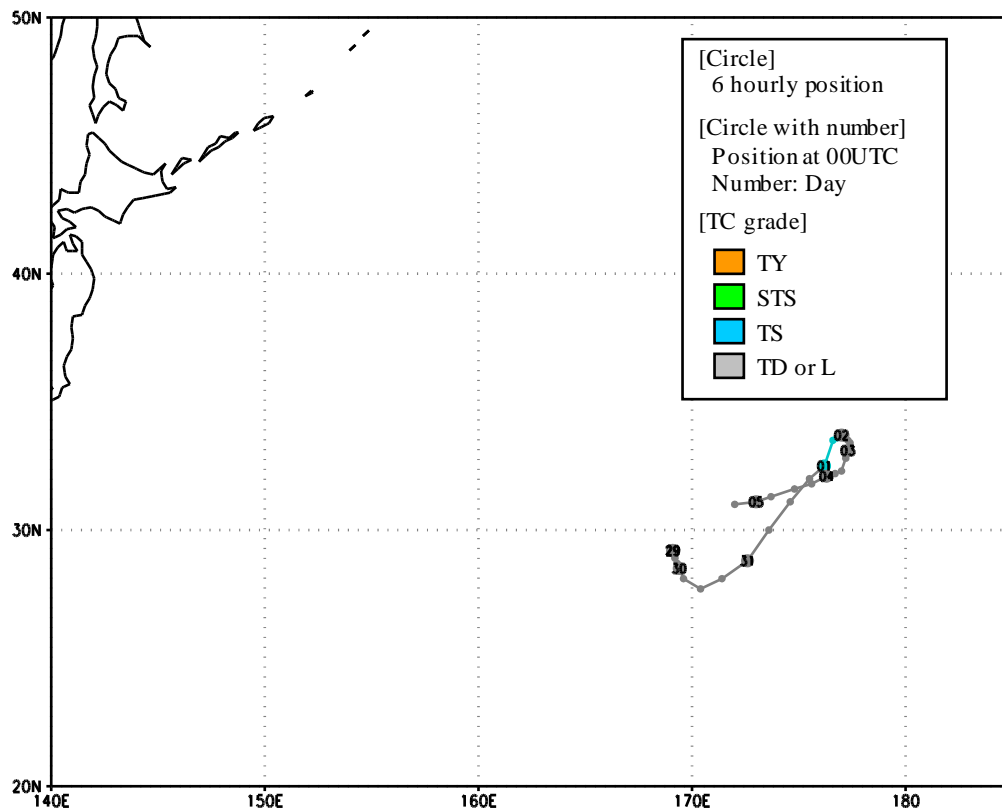 50N
[Circle]
6 hourly position
[Circle with number]
Position at 00UTC
Number: Day
[TC grade]
TY
STS
TS
TD or L
40N
02
03
01
04
05
30N
29
30
31
20N
140E 150E 160E 170E 180